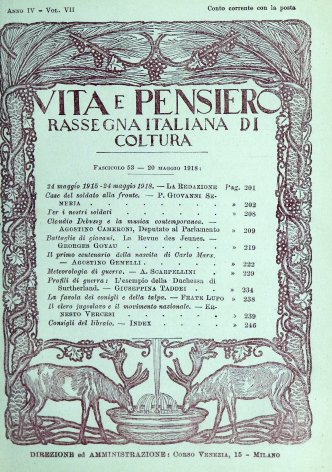 ANNO IV - VOL. VII Conto corrente con la posta
VITA E PENSIERO
RASSEGNA ITALIANA DI
COLTURA
FASCICOLO 53 — 20 MAGGIO 1918:
24 maggio 1915 - 24 maggio 1918. — LA REDAZIONE Pag. 201
Case del soldato alla fronte. — P. GIOVANNI SE-
MERIA . . . . . . . » 202
Per i nostri soldati . . . . . » 208
Claudio Debussy e la musica contemporanea. —
AGOSTINO CAMERONI, Deputato al Parlamento » 209
Battaglie di giovani. La Revue des Jeunes. —
GEORGES GOYAU . . . . . » 219
Il primo centenario della nascita di Carlo Marx.
— AGOSTINO GEMELLI . . . . » 222
Meteorologia di guerra. — A. SCARPELLINI » 229
Profili di guerra: L'esempio della Duchessa di
Surtherland. — GIUSEPPINA TADDEI . » 234
La favola dei conigli e della talpa. — FRATE LUPO » 238
Il clero jugoslavo e il movimento nazionale. — ER-
NESTO VERCESI . . . . . 239
Consigli del libraio. — INDEX . . . » 246
DIREZIONE ed AMMINISTRAZIONE: CORSO VENEZIA, 15 - MILANO